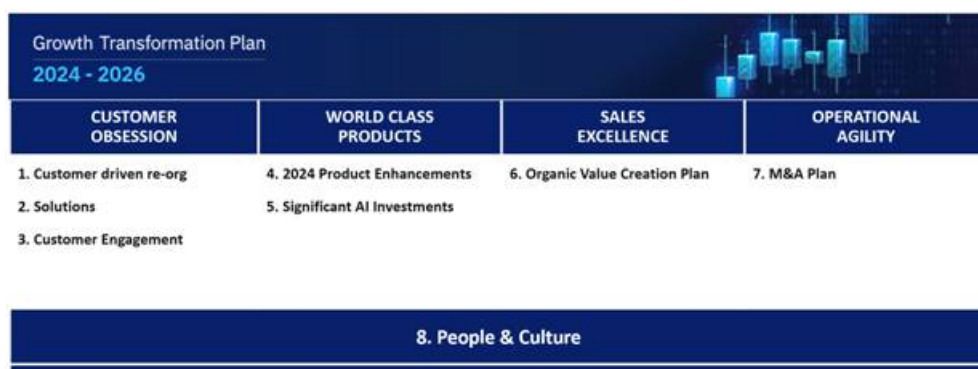 Growth Transformation Plan
2024 - 2026
CUSTOMER
OBSESSION
WORLD CLASS
PRODUCTS
SALES
EXCELLENCE
OPERATIONAL
AGILITY
1. Customer driven re-org
2. Solutions
3. Customer Engagement
4. 2024 Product Enhancements
5. Significant AI Investments
6. Organic Value Creation Plan
7. M&A Plan
8. People & Culture